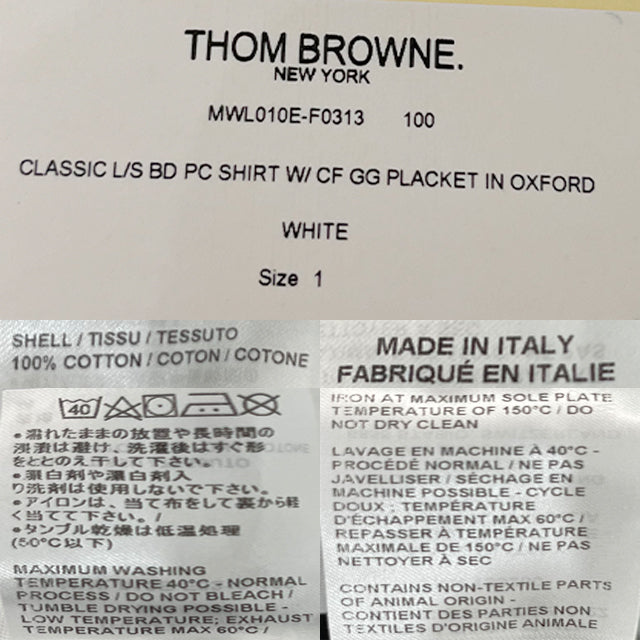 THOM BROWNE.
NEW YORK
MWL010E-F0313 100
CLASSIC L/S BD PC SHIRT W/ CF GG PLACKET IN OXFORD
WHITE
Size 1
SHELL / TISSU / TESSUTO
100% COTTON / COTON / COTONE
40
•濡れたままの放置や長時間の
浸漬は避け、洗濯後はすぐ形
をととのえ干して下さい。
•漂白剤や漂白剤入
り洗剤は使用しないで下さい。
•アイロンは、当て布をして裏から軽
く当てて下さい。/
•タンブル乾燥は低温処理
(60°C以下)
MAXIMUM WASHING
TEMPERATURE 40°C - NORMAL
PROCESS / DO NOT BLEACH /
TUMBLE DRYING POSSIBLE -
LOW TEMPERATURE; EXHAUST
TEMPERATURE MAX 60°C /
MADE IN ITALY
FABRIQUÉ EN ITALIE
IRON AT MAXIMUM SOLE PLATE
TEMPERATURE OF 150°C / DO
NOT DRY CLEAN
LAVAGE EN MACHINE À 40°C -
PROCÉDÉ NORMAL / NE PAS
JAVELLISER / SÉCHAGE EN
MACHINE POSSIBLE - CYCLE
DOUX ; TEMPÉRATURE
D'ÉCHAPPEMENT MAX 60°C /
REPASSER À TEMPÉRATURE
MAXIMALE DE 150°C / NE PAS
NETTOYER À SEC
CONTAINS NON-TEXTILE PARTS
OF ANIMAL ORIGIN -
CONTIENT DES PARTIES NON
TEXTILES D'ORIGINE ANIMALE